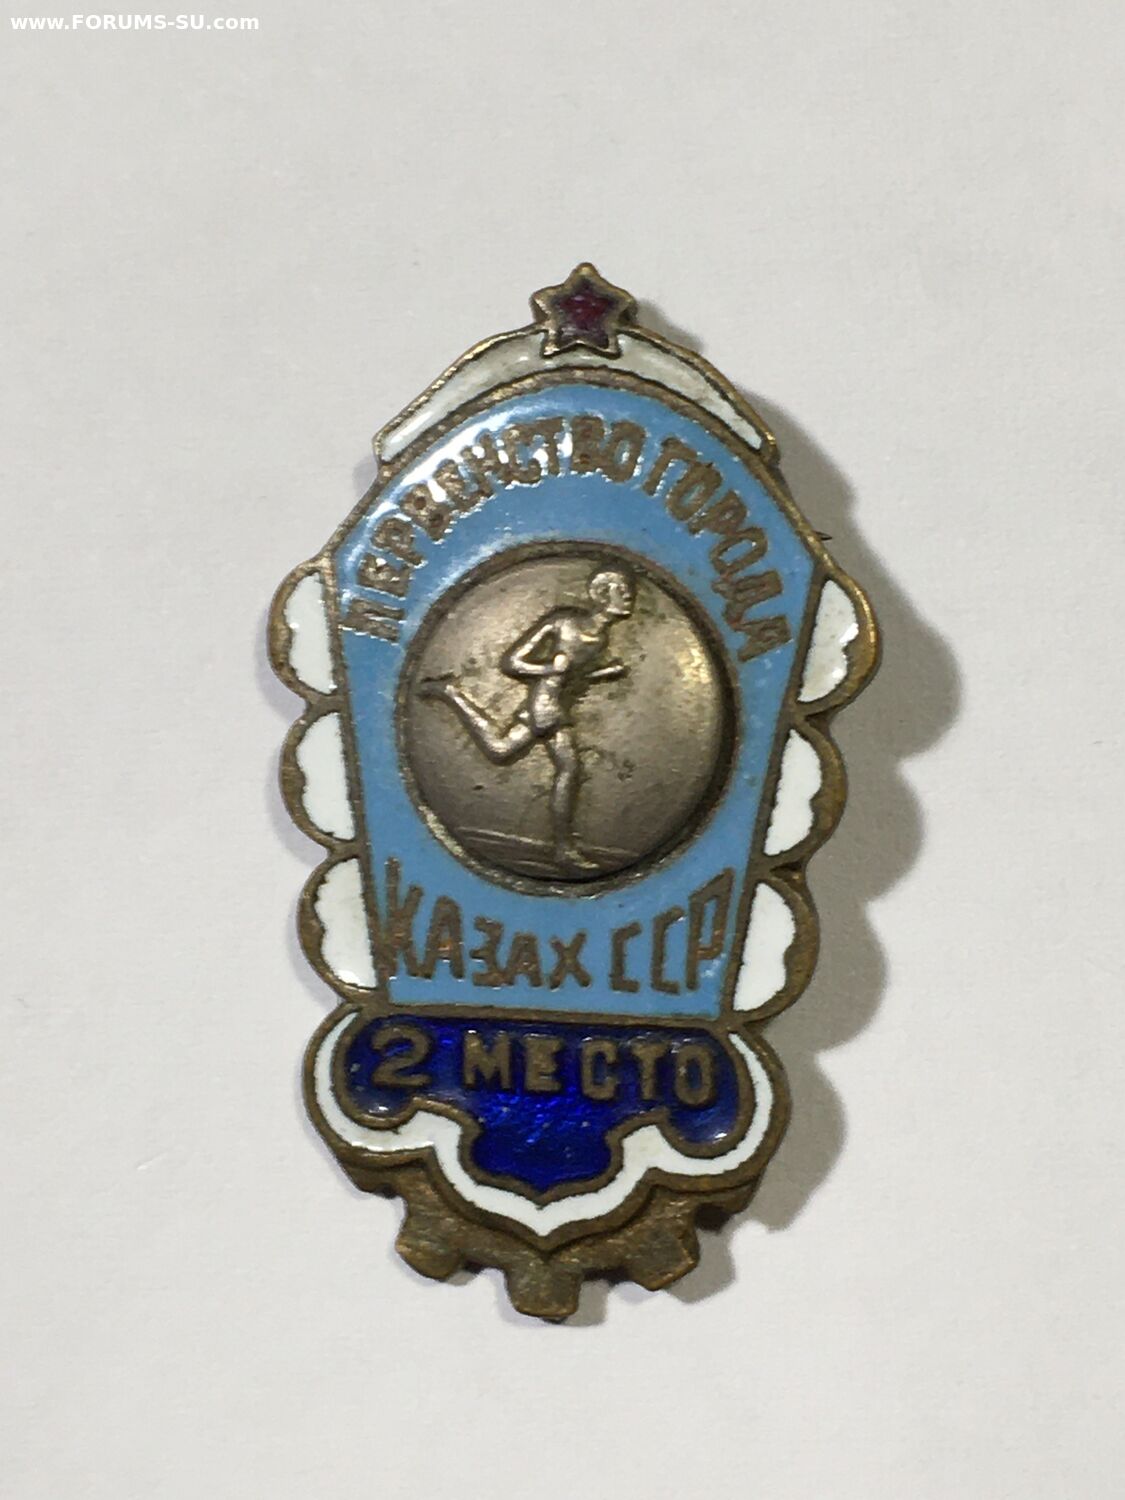 www.FORUMS-SU.com
ПЕРВЕНСТВО ГОРОДА
КАЗАХ ССР
2 МЕСТО